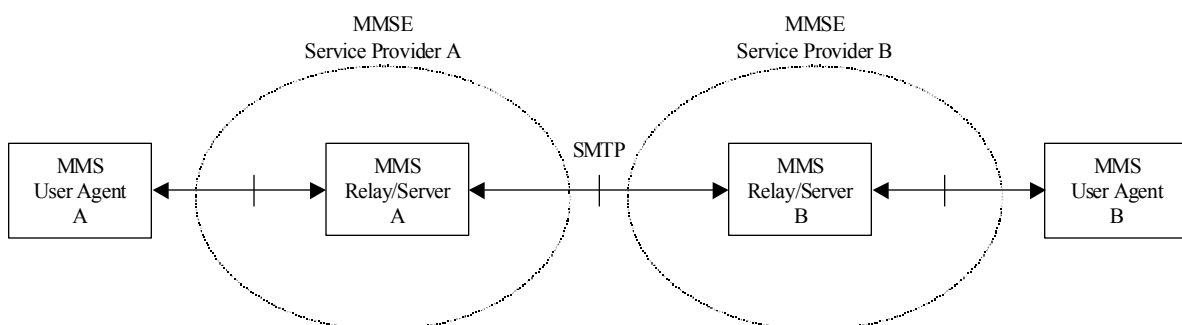 MMSE
Service Provider A
MMSE
Service Provider B
MMS
User Agent
A
MMS
Relay/Server
A
SMTP
MMS
Relay/Server
B
MMS
User Agent
B